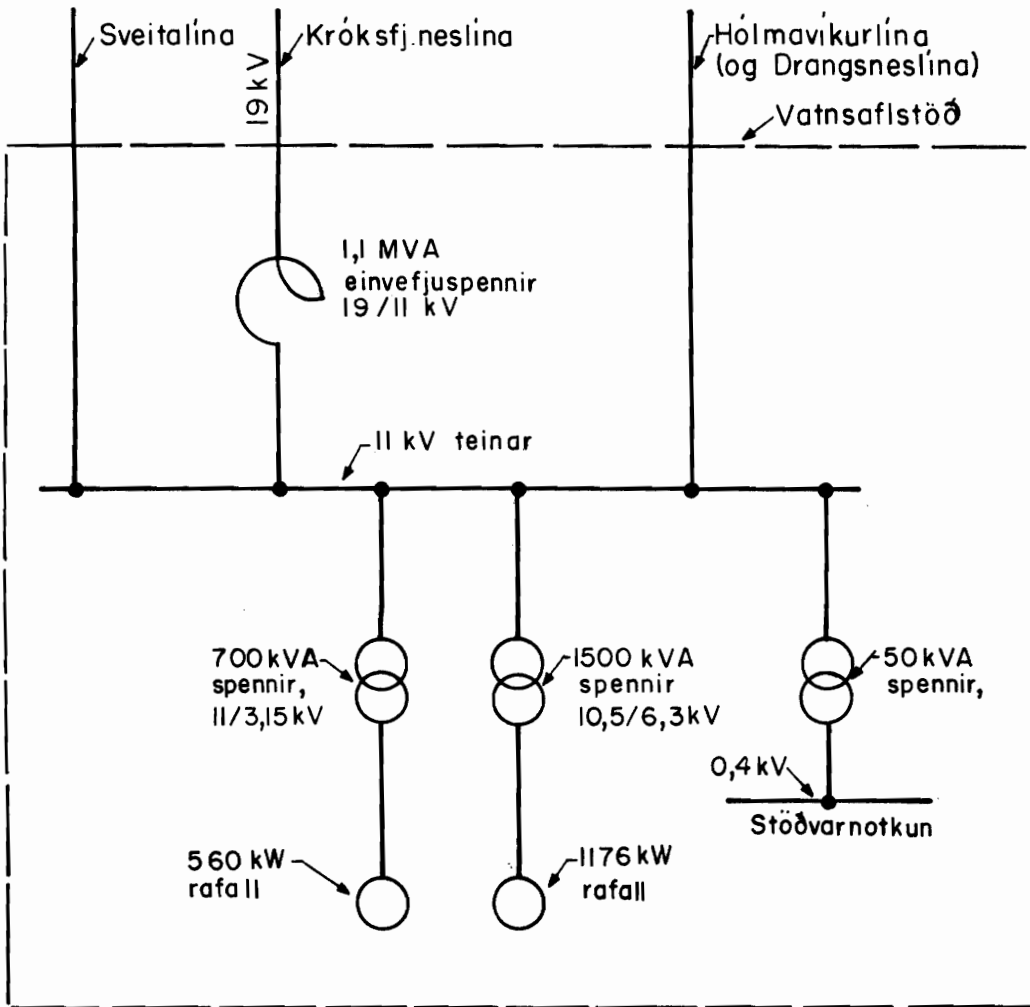 Sveitalína
Króksfj.neslína
Hólmavíkurlína
(og Drangsneslína)
19 kV
Vatnsaflstöð
1,1 MVA
einvefjuspennir
19/11 kV
11 kV teinar
700 kVA
spennir,
11/3,15 kV
1500 kVA
spennir
10,5/6,3 kV
50 kVA
spennir,
0,4 kV
Stöðvarnotkun
560 kW
rafall
1176 kW
rafall